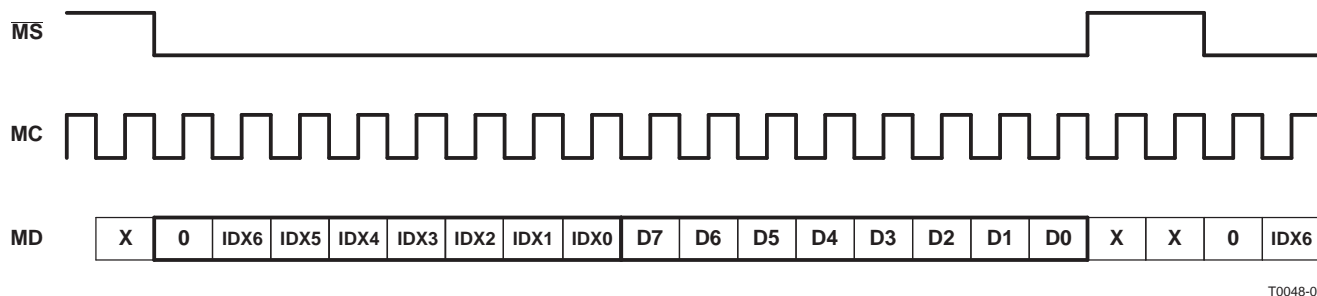 MS
MC
MD X 0 IDX6 IDX5 IDX4 IDX3 IDX2 IDX1 IDX0 D7 D6 D5 D4 D3 D2 D1 D0 X X 0 IDX6
T0048-0